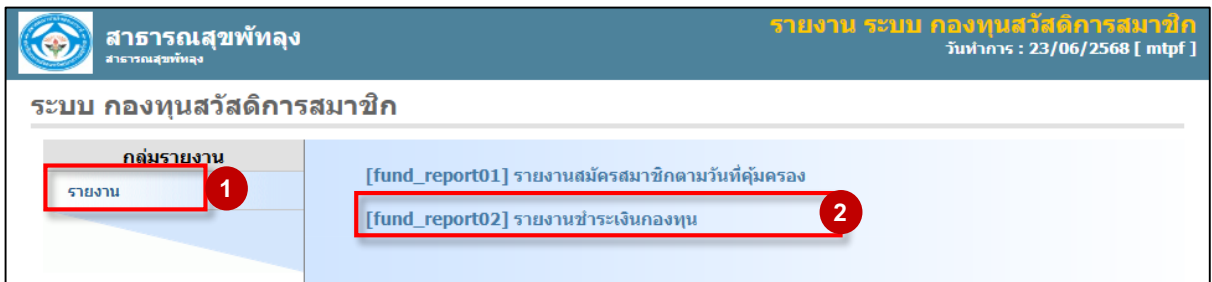 สาธารณสุขพัทลุง
สาธารณสุขพัทลุง
รายงาน ระบบ กองทุนสวัสดิการสมาชิก
วันทำการ : 23/06/2568 [ mtpf ]
ระบบ กองทุนสวัสดิการสมาชิก
กลุ่มรายงาน
รายงาน
1
[fund_report01] รายงานสมัครสมาชิกตามวันที่คุ้มครอง
[fund_report02] รายงานชำระเงินกองทุน
2